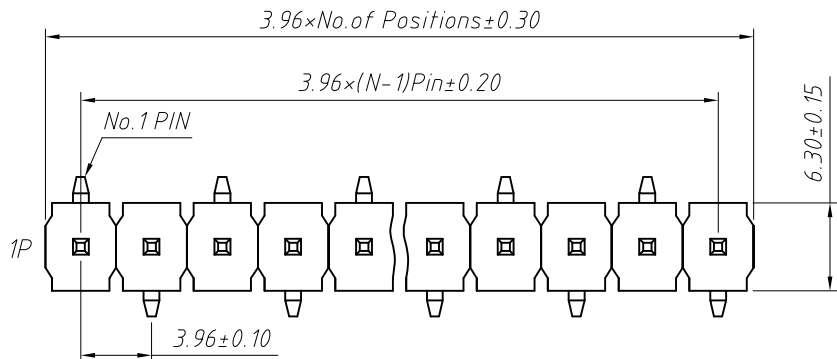 3.96×No.of Positions±0.30
3.96×(N-1)Pin±0.20
No.1 PIN
6.30±0.15
1P
3.96±0.10